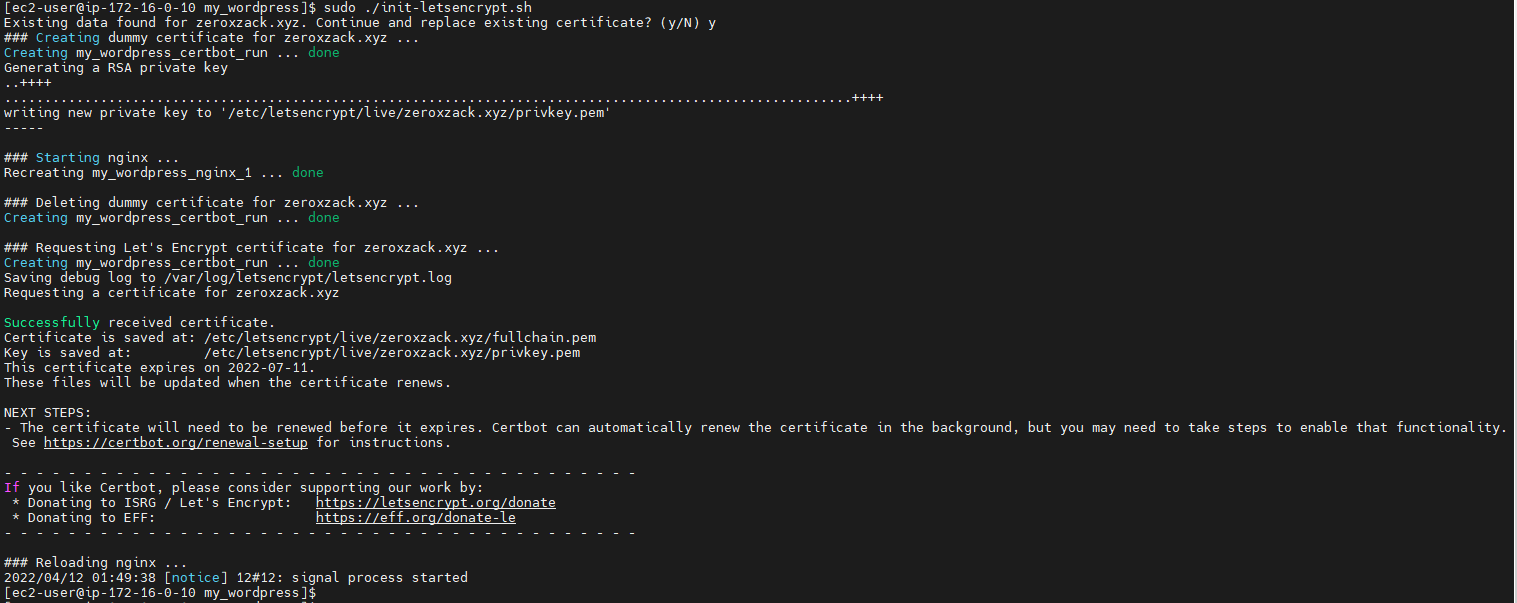 [ec2-user@ip-172-16-0-10 my_wordpress]$ sudo ./init-letsencrypt.sh
Existing data found for zeroxzack.xyz. Continue and replace existing certificate? (y/N) y
### Creating dummy certificate for zeroxzack.xyz ...
Creating my_wordpress_certbot_run ... done
Generating a RSA private key
..++++
..........................................................................................................++++
writing new private key to '/etc/letsencrypt/live/zeroxzack.xyz/privkey.pem'
-----
### Starting nginx ...
Recreating my_wordpress_nginx_1 ... done
### Deleting dummy certificate for zeroxzack.xyz ...
Creating my_wordpress_certbot_run ... done
### Requesting Let's Encrypt certificate for zeroxzack.xyz ...
Creating my_wordpress_certbot_run ... done
Saving debug log to /var/log/letsencrypt/letsencrypt.log
Requesting a certificate for zeroxzack.xyz
Successfully received certificate.
Certificate is saved at: /etc/letsencrypt/live/zeroxzack.xyz/fullchain.pem
Key is saved at:         /etc/letsencrypt/live/zeroxzack.xyz/privkey.pem
This certificate expires on 2022-07-11.
These files will be updated when the certificate renews.
NEXT STEPS:
- The certificate will need to be renewed before it expires. Certbot can automatically renew the certificate in the background, but you may need to take steps to enable that functionality.
 See https://certbot.org/renewal-setup for instructions.
- - - - - - - - - - - - - - - - - - - - - - - - - - - - - - - - - - - - - - - -
If you like Certbot, please consider supporting our work by:
 * Donating to ISRG / Let's Encrypt:   https://letsencrypt.org/donate
 * Donating to EFF:                    https://eff.org/donate-le
- - - - - - - - - - - - - - - - - - - - - - - - - - - - - - - - - - - - - - - -
### Reloading nginx ...
2022/04/12 01:49:38 [notice] 12#12: signal process started
[ec2-user@ip-172-16-0-10 my_wordpress]$